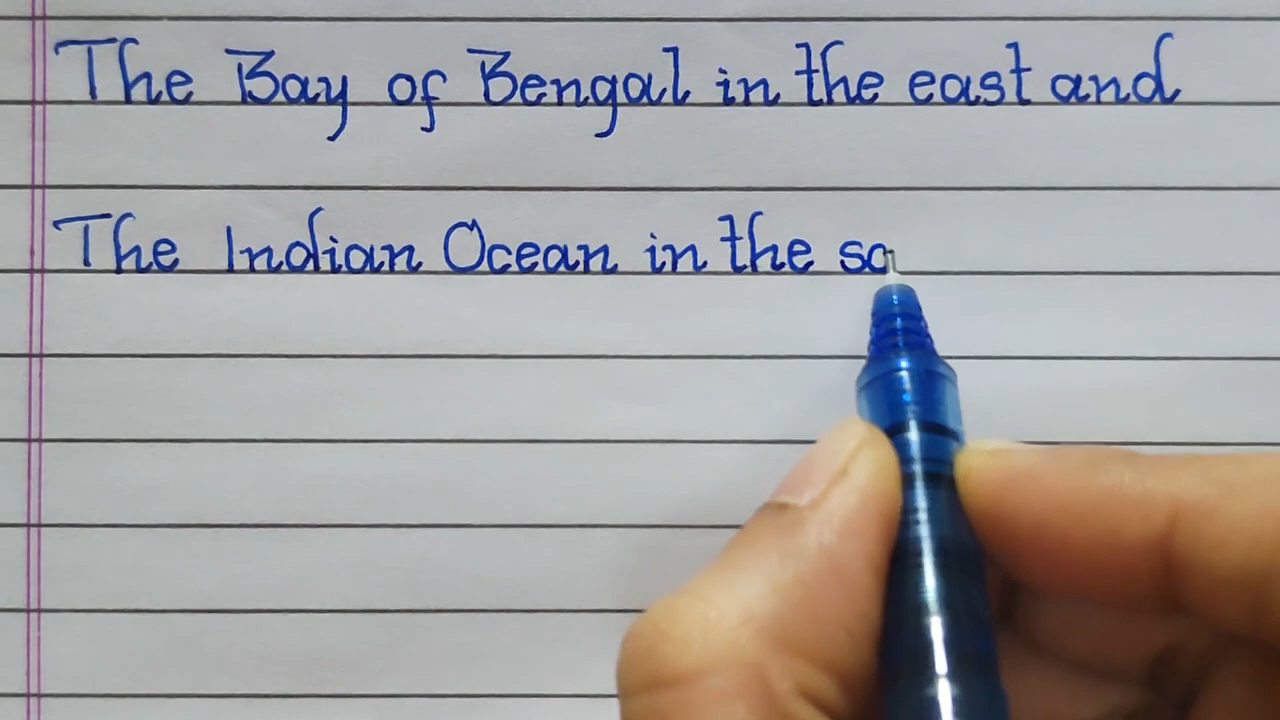 The Bay of Bengal in the east and
The Indian Ocean in the so